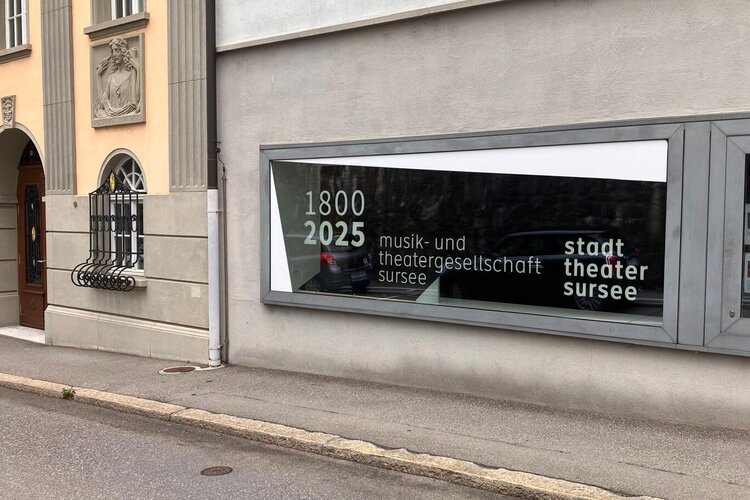 1800
2025
musik- und
theatergesellschaft
sursee
stadt
theater
sursee